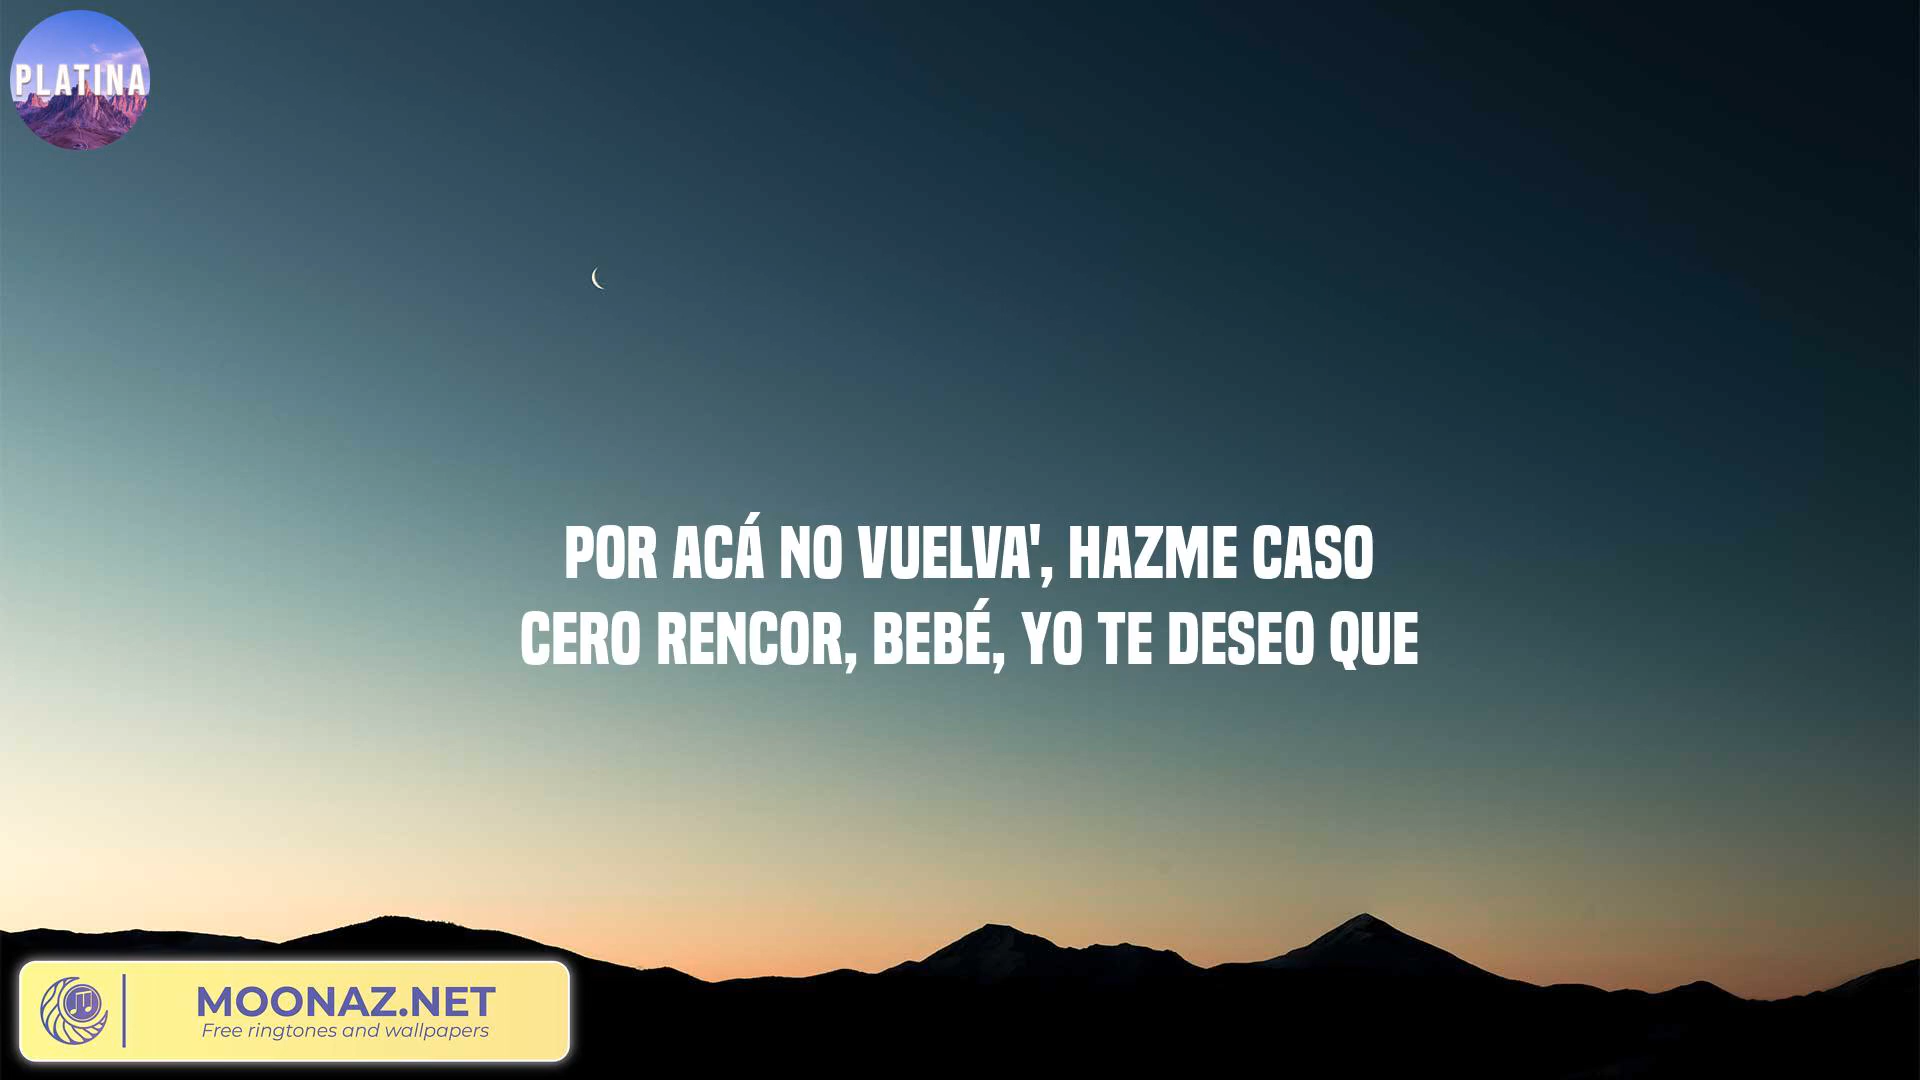 PLATINA
POR ACÁ NO VUELVA', HAZME CASO
CERO RENCOR, BEBÉ, YO TE DESEO QUE
MOONAZ.NET
Free ringtones and wallpapers